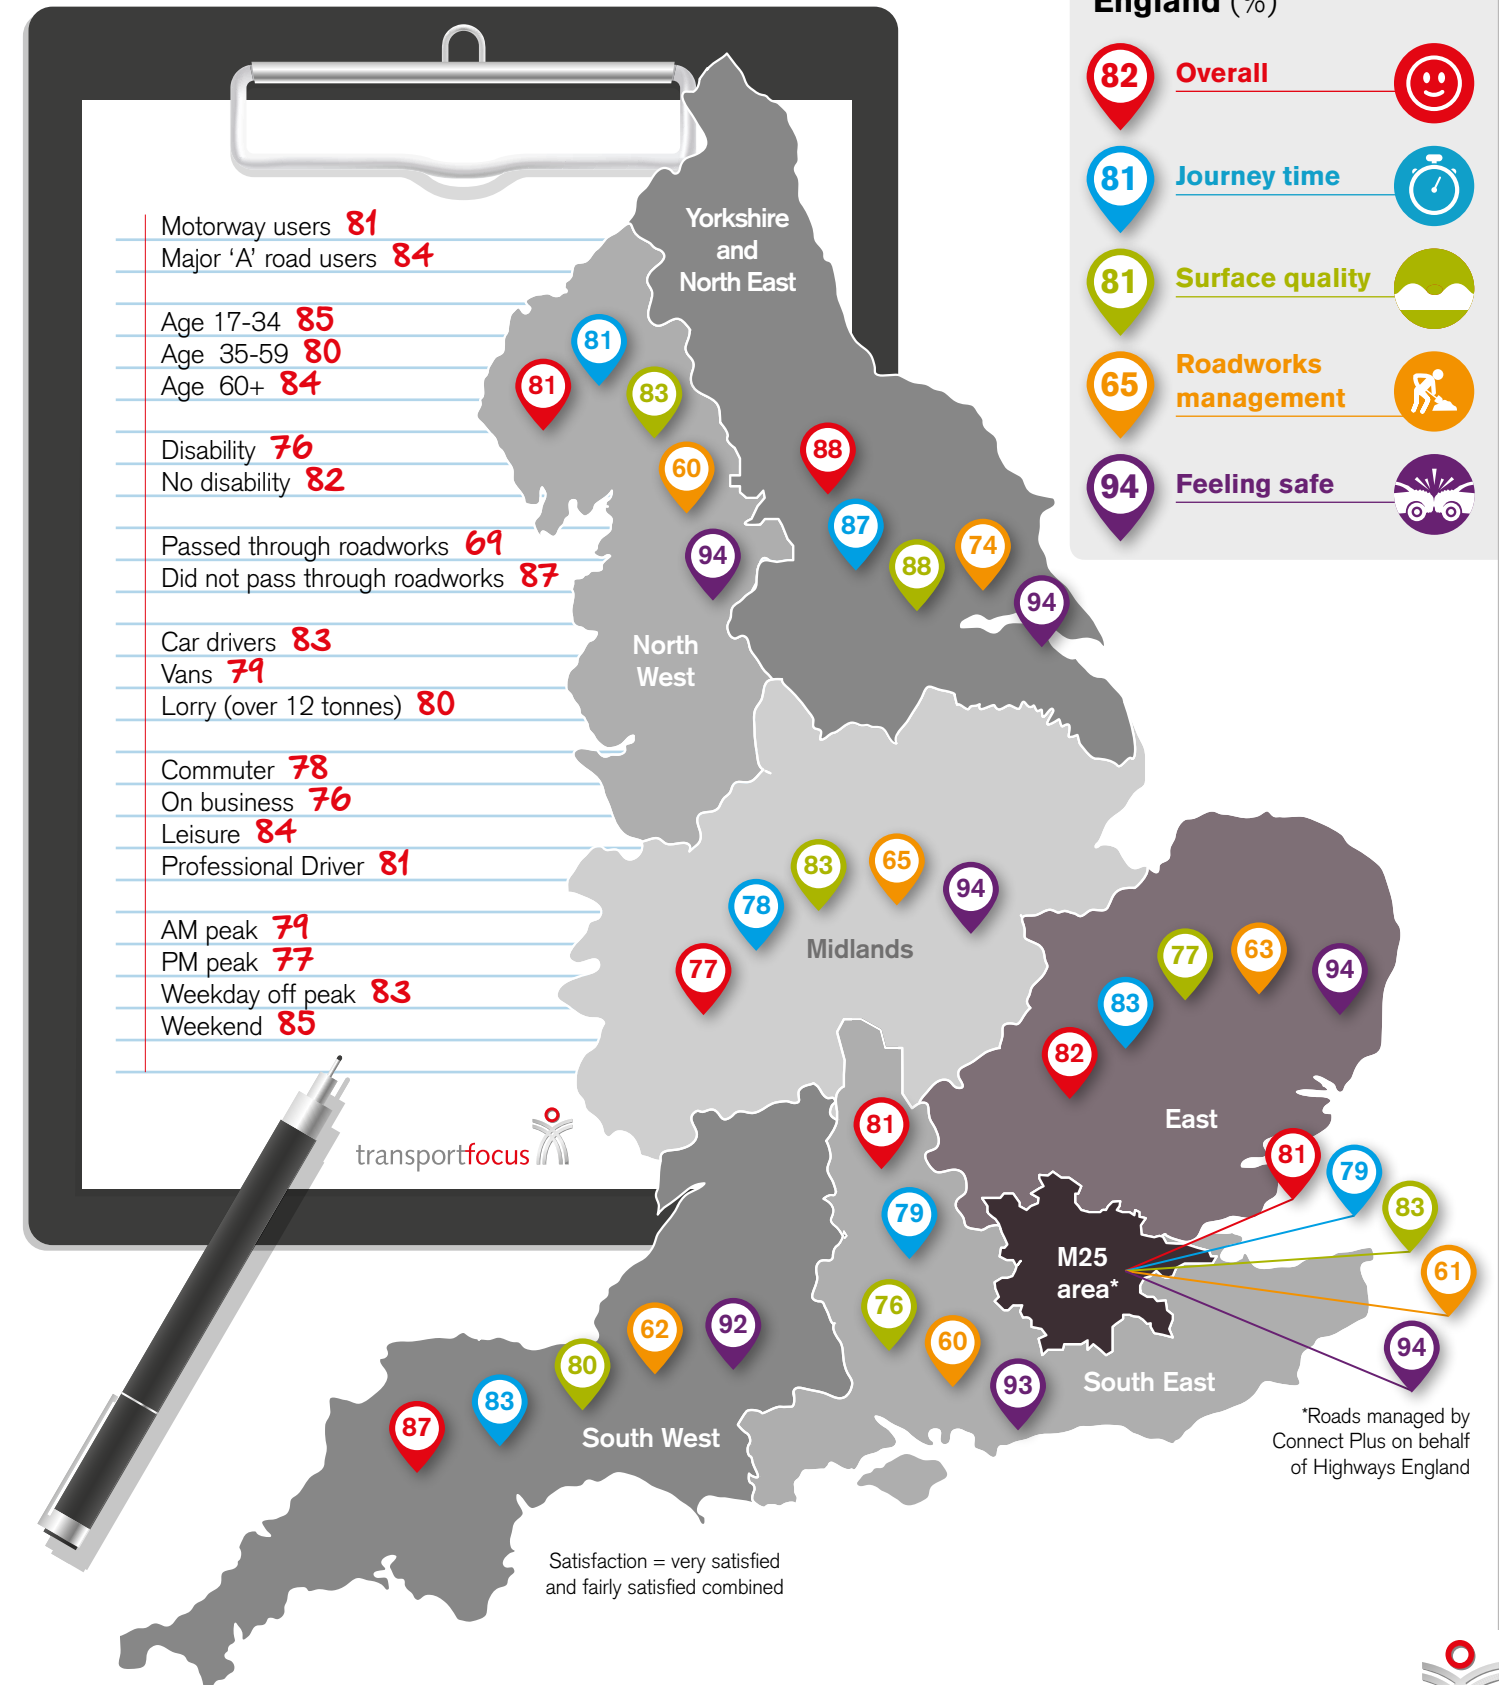 England (%)
82 Overall
81 Journey time
81 Surface quality
65 Roadworks
management
94 Feeling safe
Motorway users 81
Major ‘A’ road users 84
Age 17-34 85
Age 35-59 80
Age 60+ 84
Disability 76
No disability 82
Passed through roadworks 69
Did not pass through roadworks 87
Car drivers 83
Vans 79
Lorry (over 12 tonnes) 80
Commuter 78
On business 76
Leisure 84
Professional Driver 81
AM peak 79
PM peak 77
Weekday off peak 83
Weekend 85
transportfocus
Yorkshire
and
North East
88
87
88
74
94
81
81
83
60
94
North
West
77
78
83
65
94
Midlands
82
83
77
63
94
East
81
79
76
60
93
South East
M25
area*
81
79
83
61
94
87
83
80
62
92
South West
*Roads managed by
Connect Plus on behalf
of Highways England
Satisfaction = very satisfied
and fairly satisfied combined